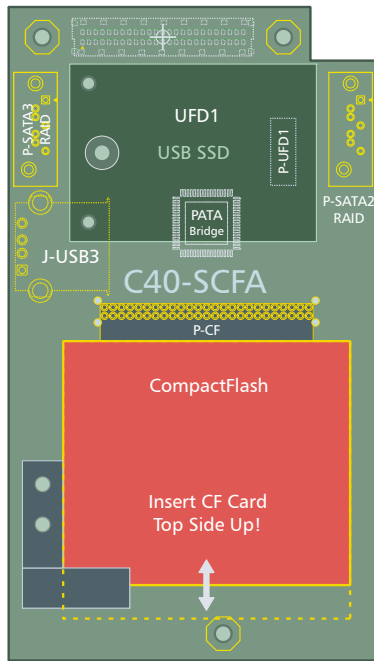 UFD1
P-SATA3
RAID
USB SSD
P-UFD1
P-SATA2
RAID
PATA
Bridge
J-USB3
C40-SCFA
P-CF
CompactFlash
Insert CF Card
Top Side Up!